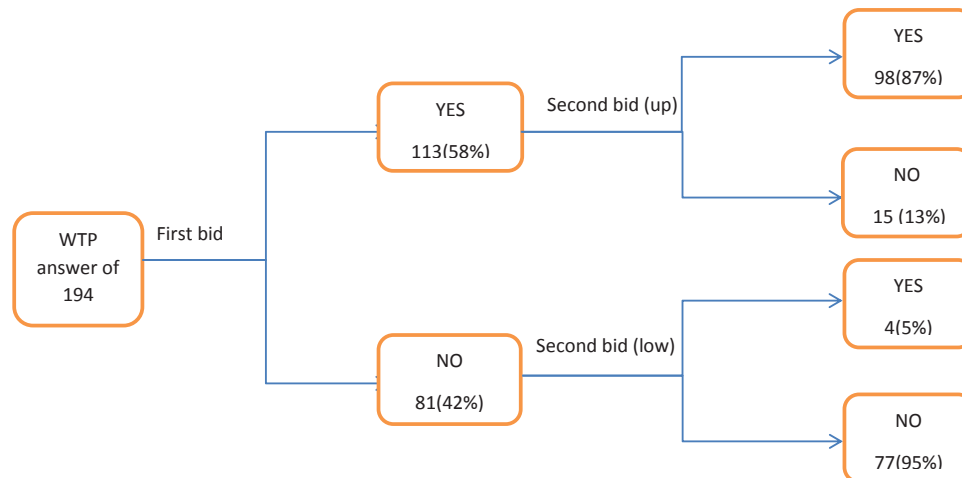 WTP
answer of
194
First bid
YES
113(58%)
Second bid (up)
YES
98(87%)
NO
15 (13%)
NO
81(42%)
Second bid (low)
YES
4(5%)
NO
77(95%)